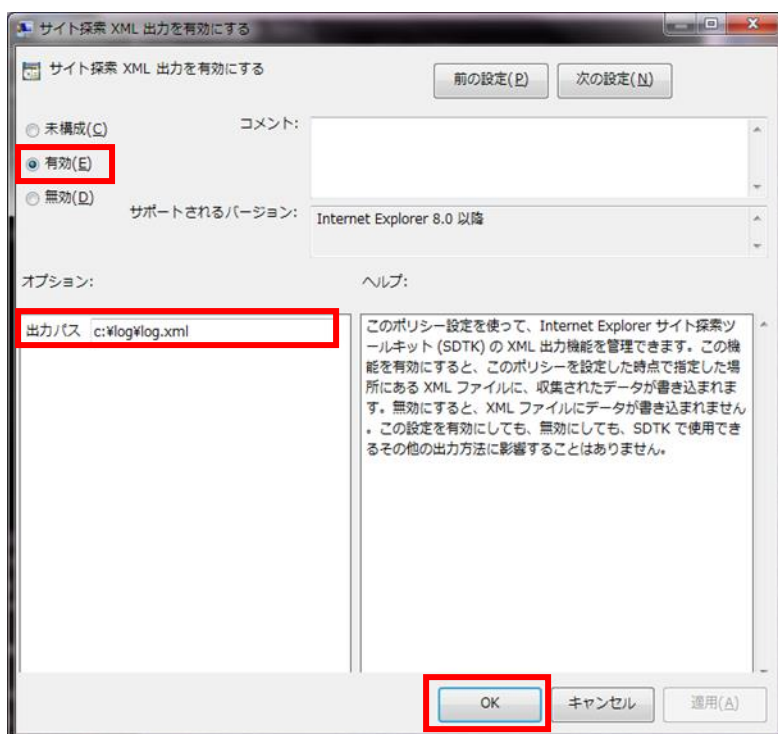 サイト探索 XML 出力を有効にする
サイト探索 XML 出力を有効にする
前の設定(P)
次の設定(N)
未構成(C)
コメント:
有効(E)
無効(D)
サポートされるバージョン:
Internet Explorer 8.0 以降
オプション:
ヘルプ:
出力パス c:¥log¥log.xml
このポリシー設定を使って、Internet Explorer サイト探索ツ
ールキット (SDTK) の XML 出力機能を管理できます。この機
能を有効にすると、このポリシーを設定した時点で指定した場
所にある XML ファイルに、収集されたデータが書き込まれま
す。無効にすると、XML ファイルにデータが書き込まれません
。この設定を有効にしても、無効にしても、SDTK で使用でき
るその他の出力方法に影響することはありません。
OK
キャンセル
適用(A)